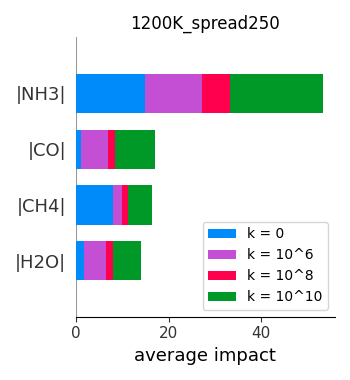 1200K_spread250
|NH3|
|CO|
|CH4|
|H2O|
k = 0
k = 10^6
k = 10^8
k = 10^10
0 20 40
average impact